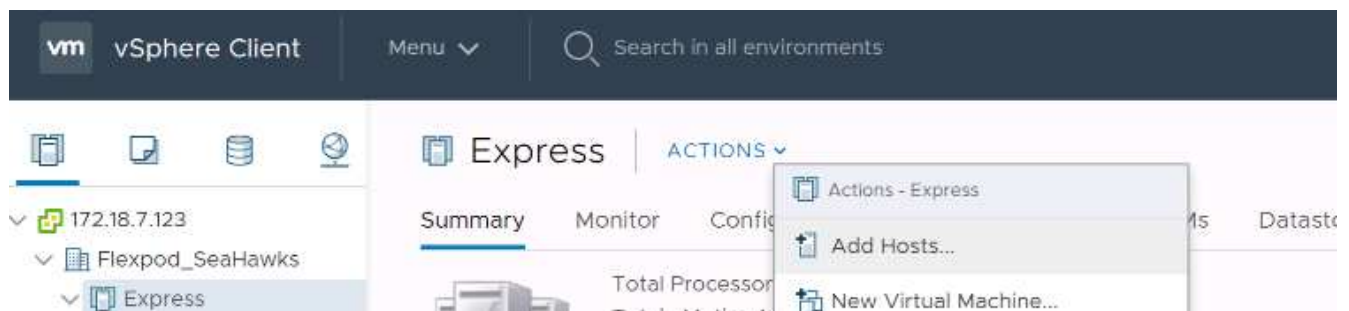 vm vSphere Client Menu Search in all environments
Express ACTIONS
Actions - Express
172.18.7.123
Summary Monitor Datast
Add Hosts...
Flexpod_SeaHawks
Total Processor
Express
New Virtual Machine...